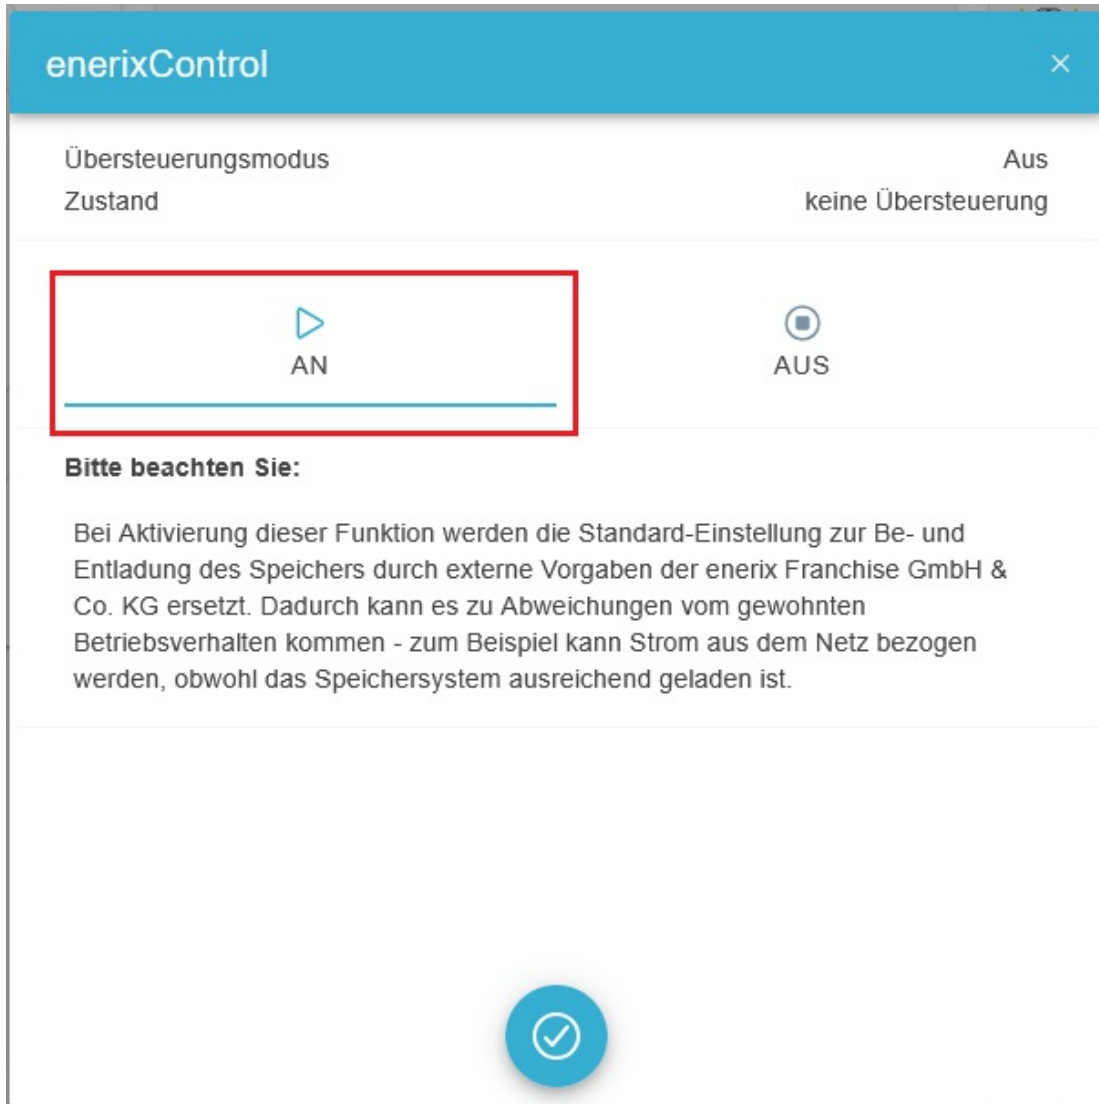 enerixControl
Übersteuerungsmodus Aus
Zustand keine Übersteuerung
AN AUS
Bitte beachten Sie:
Bei Aktivierung dieser Funktion werden die Standard-Einstellung zur Be- und
Entladung des Speichers durch externe Vorgaben der enerix Franchise GmbH &
Co. KG ersetzt. Dadurch kann es zu Abweichungen vom gewohnten
Betriebsverhalten kommen - zum Beispiel kann Strom aus dem Netz bezogen
werden, obwohl das Speichersystem ausreichend geladen ist.